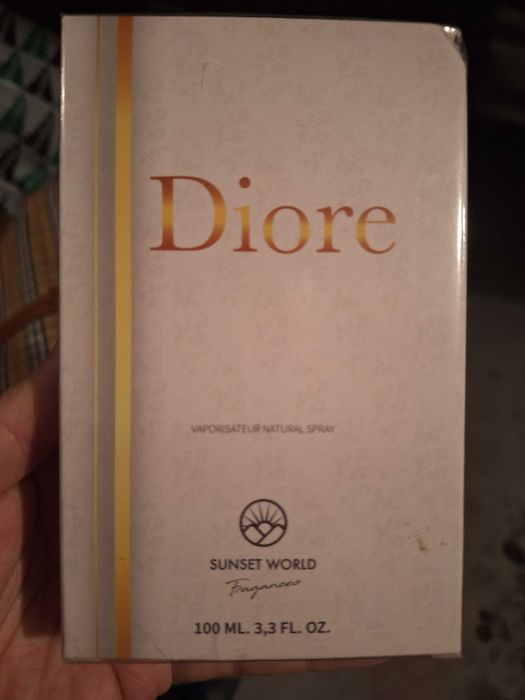 Diore
VAPORISATEUR NATURAL SPRAY
SUNSET WORLD
Fragances
100 ML. 3,3 FL. OZ.